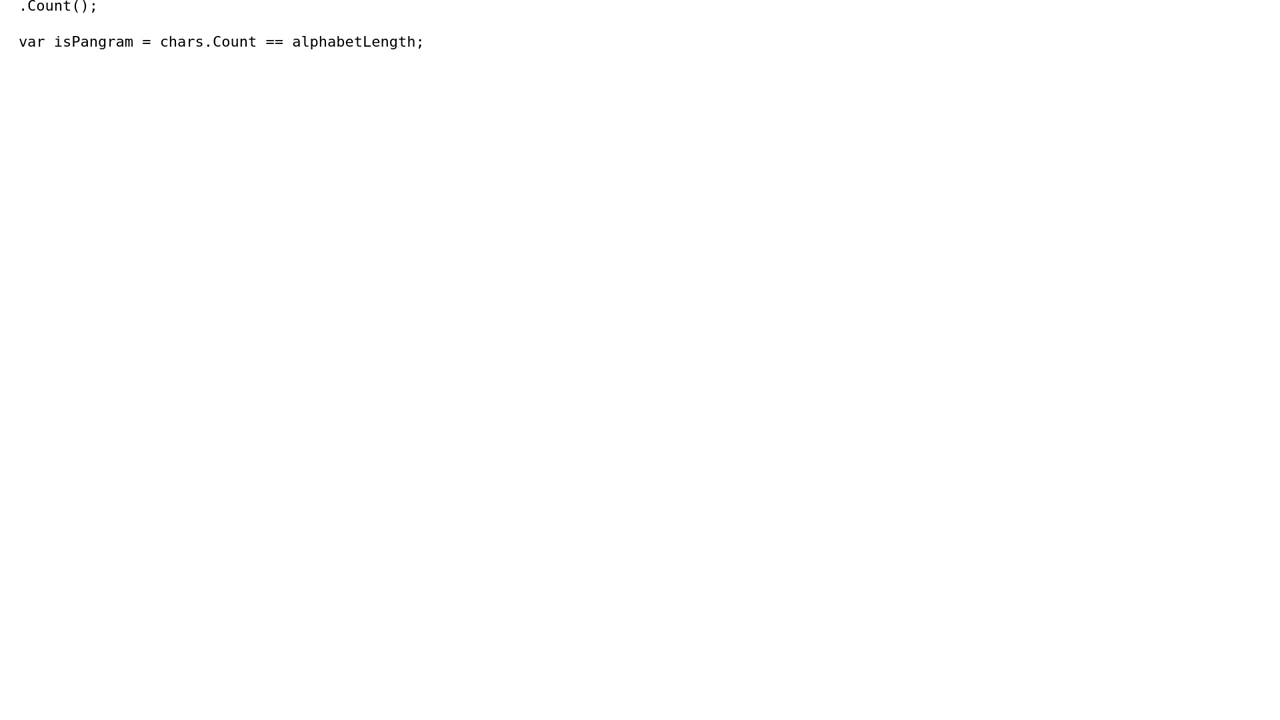 .Count();
var isPangram = chars.Count == alphabetLength;